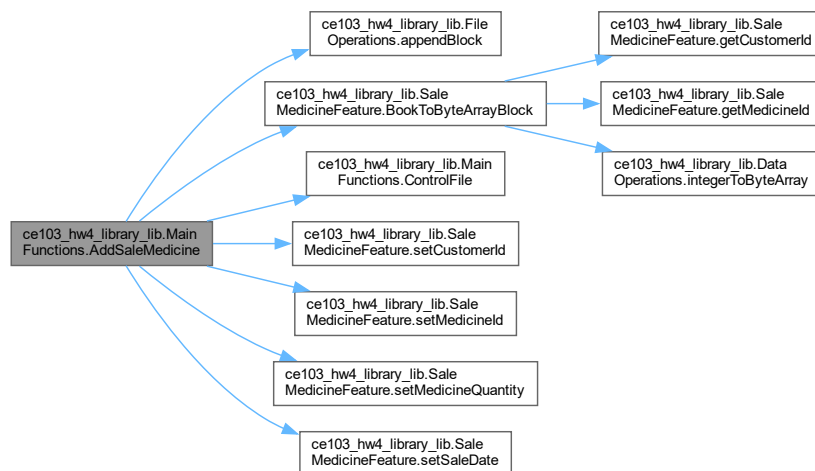 ce103_hw4_library_lib.File
Operations.appendBlock
ce103_hw4_library_lib.Sale
MedicineFeature.getCustomerId
ce103_hw4_library_lib.Sale
MedicineFeature.BookToByteArrayBlock
ce103_hw4_library_lib.Sale
MedicineFeature.getMedicineId
ce103_hw4_library_lib.Main
Functions.ControlFile
ce103_hw4_library_lib.Data
Operations.integerToByteArray
ce103_hw4_library_lib.Main
Functions.AddSaleMedicine
ce103_hw4_library_lib.Sale
MedicineFeature.setCustomerId
ce103_hw4_library_lib.Sale
MedicineFeature.setMedicineId
ce103_hw4_library_lib.Sale
MedicineFeature.setMedicineQuantity
ce103_hw4_library_lib.Sale
MedicineFeature.setSaleDate